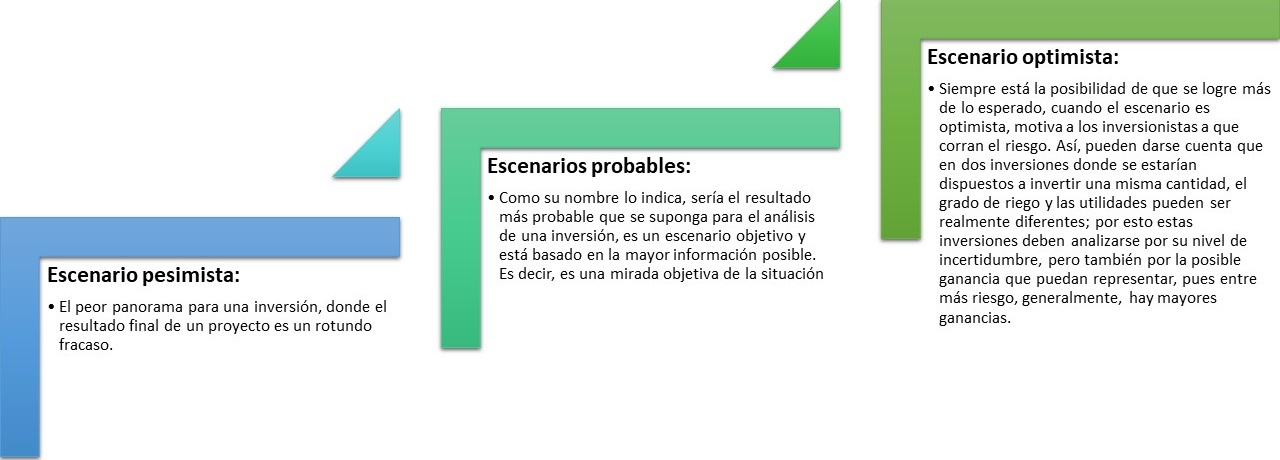 Escenario pesimista:
• El peor panorama para una inversión, donde el
resultado final de un proyecto es un rotundo
fracaso.
Escenarios probables:
• Como su nombre lo indica, sería el resultado
más probable que se suponga para el análisis
de una inversión, es un escenario objetivo y
está basado en la mayor información posible.
Es decir, es una mirada objetiva de la situación
Escenario optimista:
• Siempre está la posibilidad de que se logre más
de lo esperado, cuando el escenario es
optimista, motiva a los inversionistas a que
corran el riesgo. Así, pueden darse cuenta que
en dos inversiones donde se estarían
dispuestos a invertir una misma cantidad, el
grado de riego y las utilidades pueden ser
realmente diferentes; por esto estas
inversiones deben analizarse por su nivel de
incertidumbre, pero también por la posible
ganancia que puedan representar, pues entre
más riesgo, generalmente, hay mayores
ganancias.